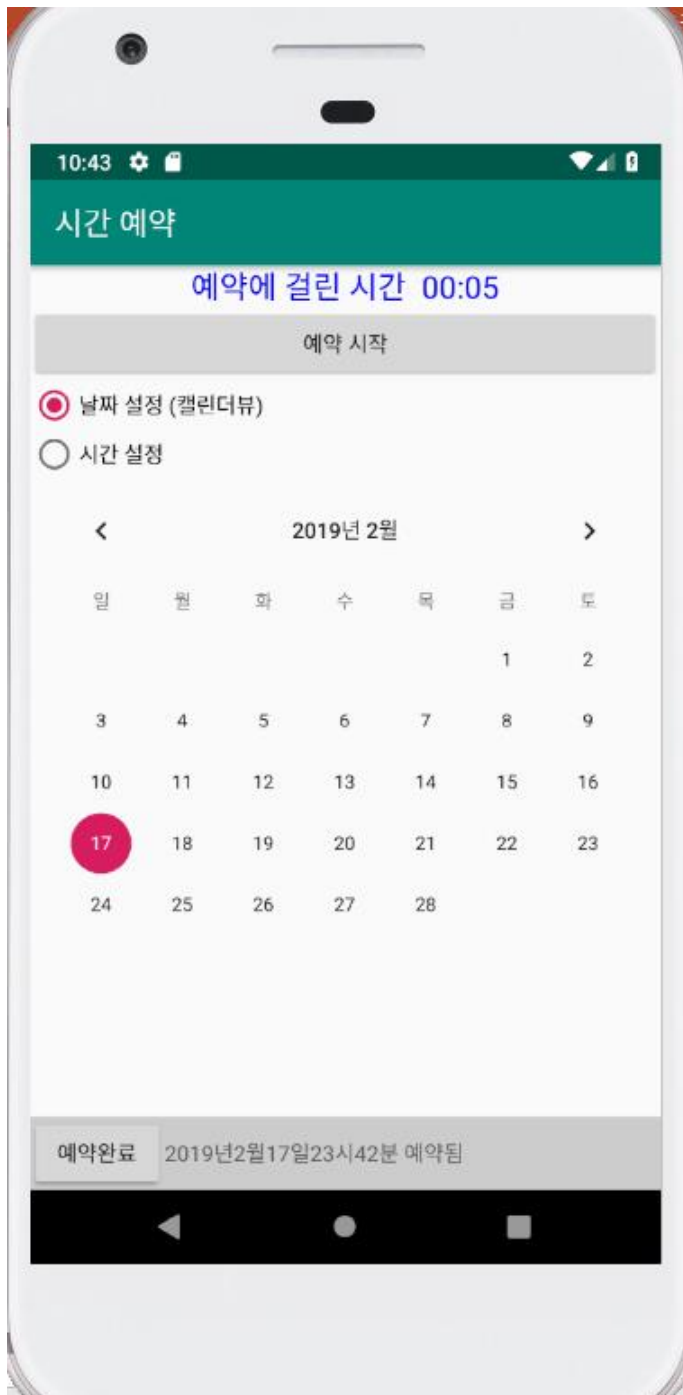 10:43
시간 예약
예약에 걸린 시간 00:05
예약 시작
날짜 설정 (캘린더뷰)
시간 설정
2019년 2월
일 월 화 수 목 금 토
1 2
3 4 5 6 7 8 9
10 11 12 13 14 15 16
17 18 19 20 21 22 23
24 25 26 27 28
예약완료 2019년2월17일23시42분 예약됨